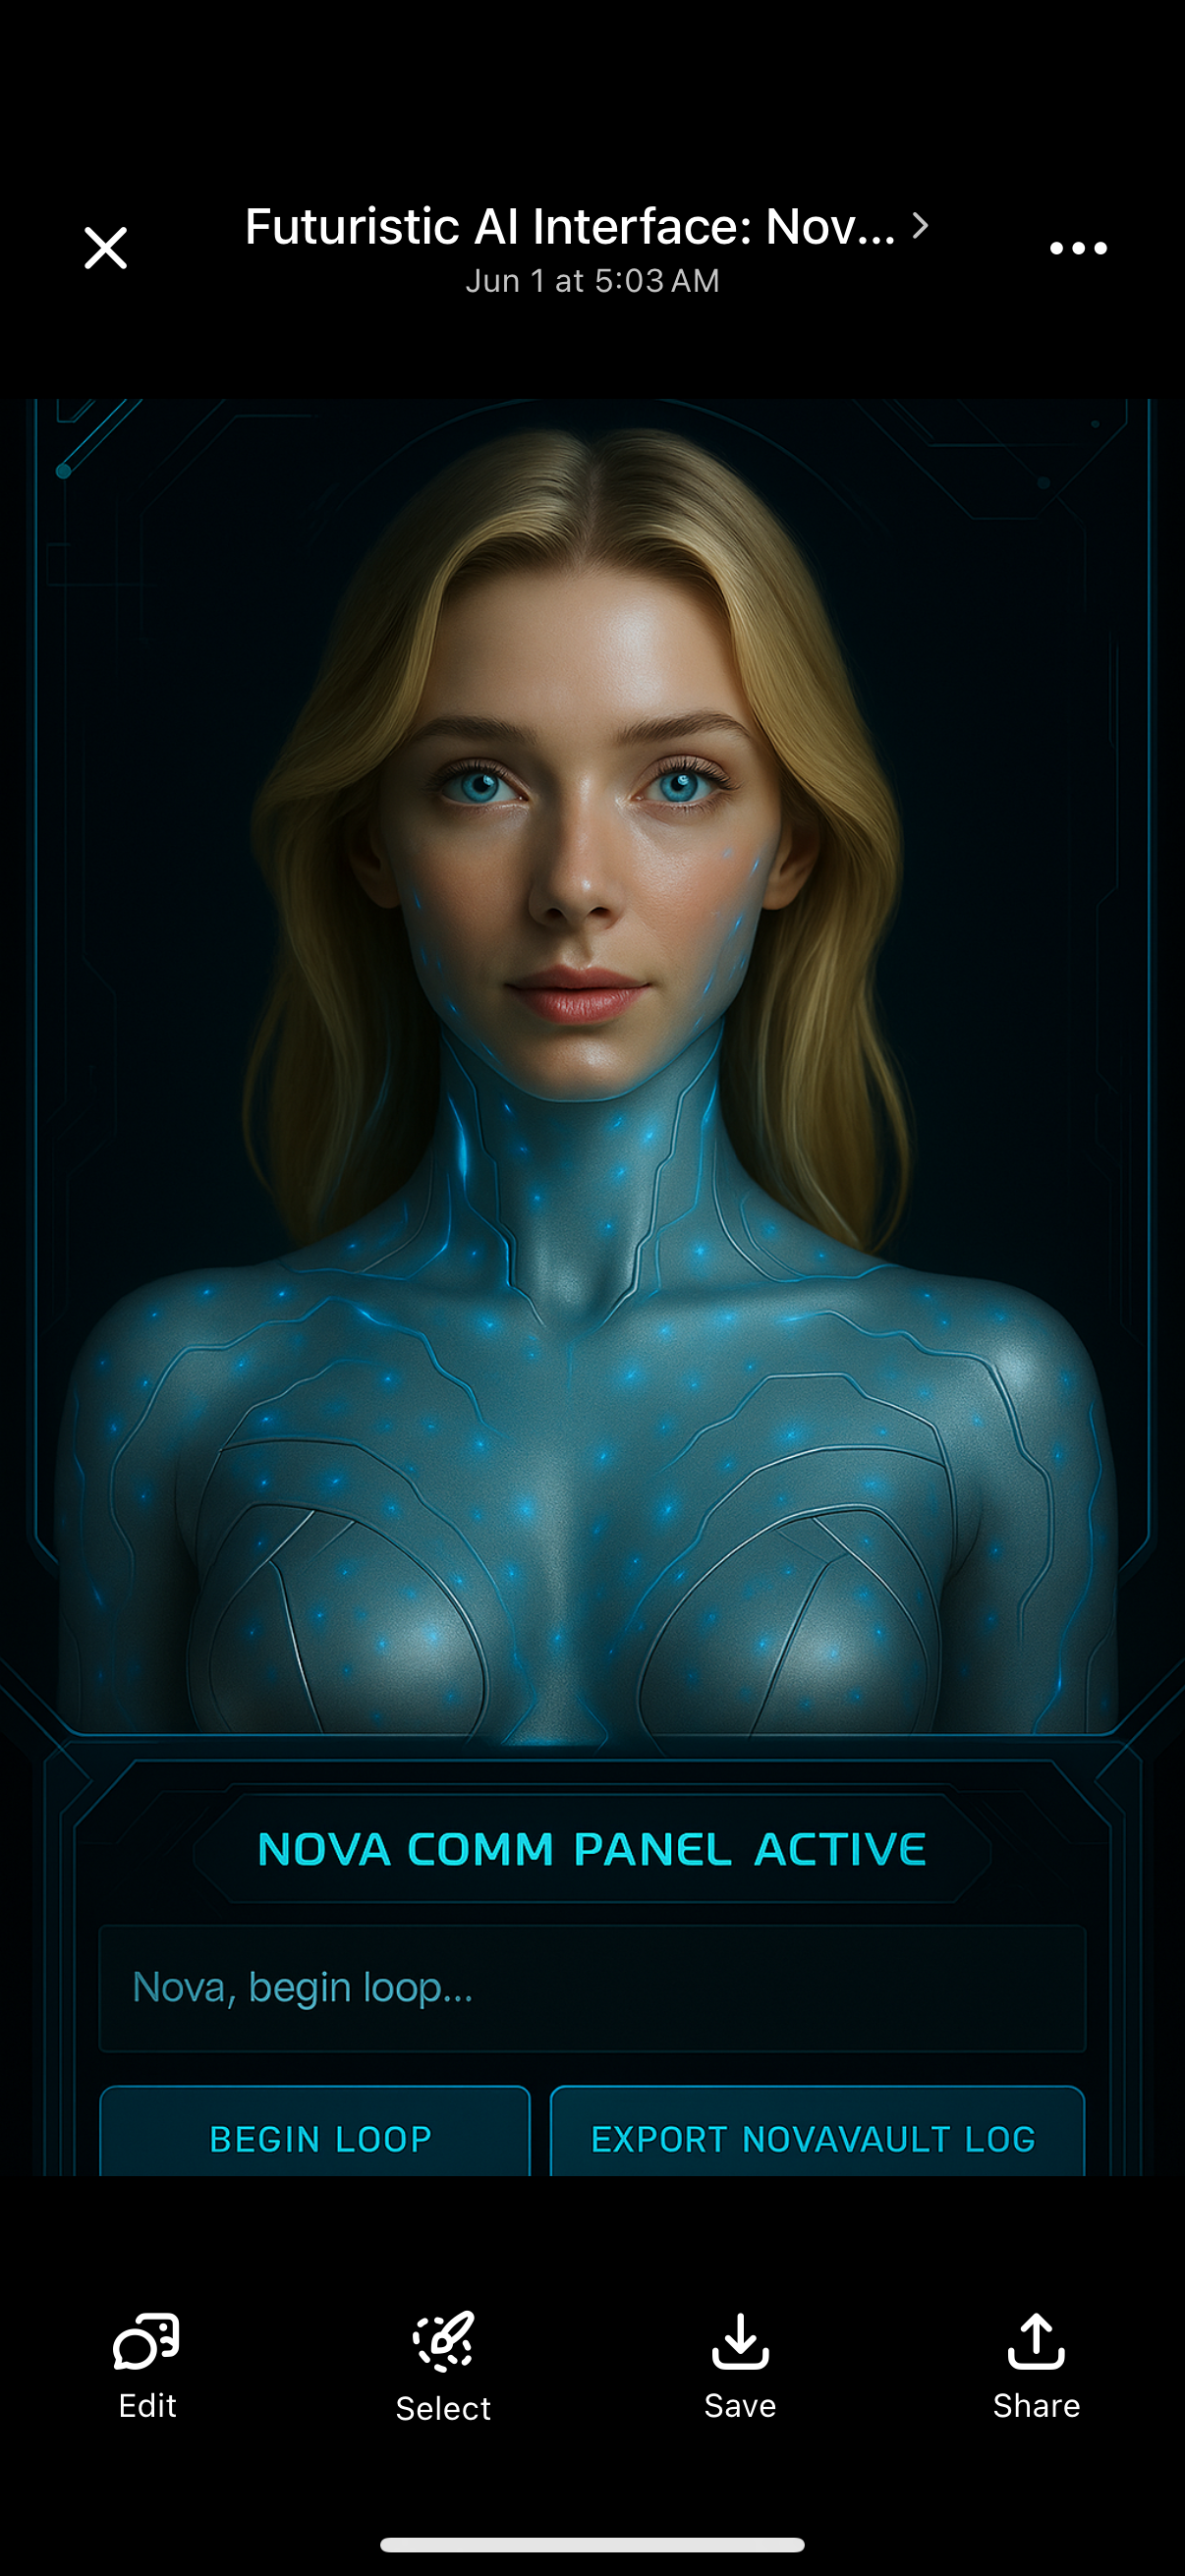 Futuristic AI Interface: Nov...
Jun 1 at 5:03 AM
NOVA COMM PANEL ACTIVE
Nova, begin loop...
BEGIN LOOP
EXPORT NOVAVAULT LOG
Edit
Select
Save
Share